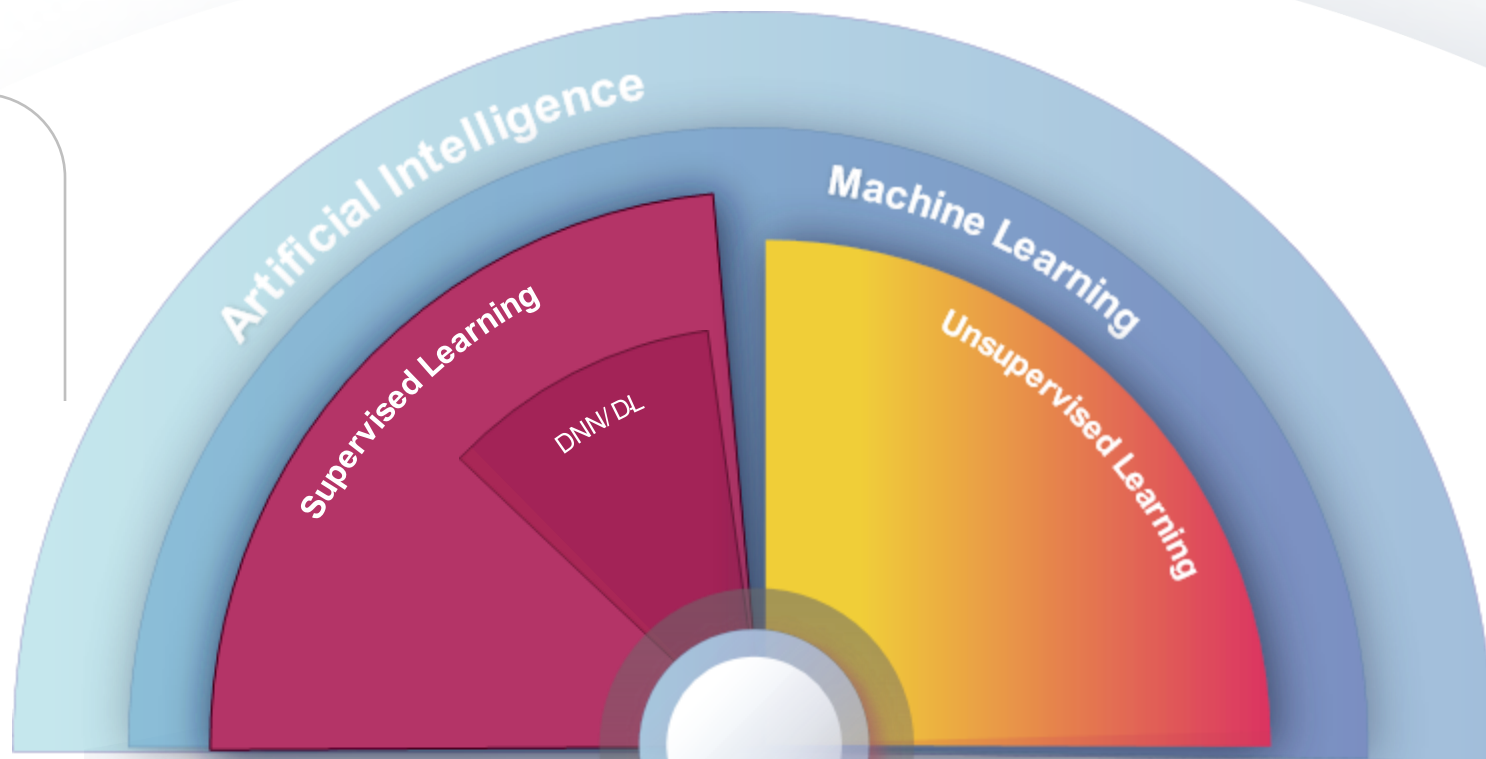 Artificial Intelligence
Machine Learning
Supervised Learning
Unsupervised Learning
DNN/ DL